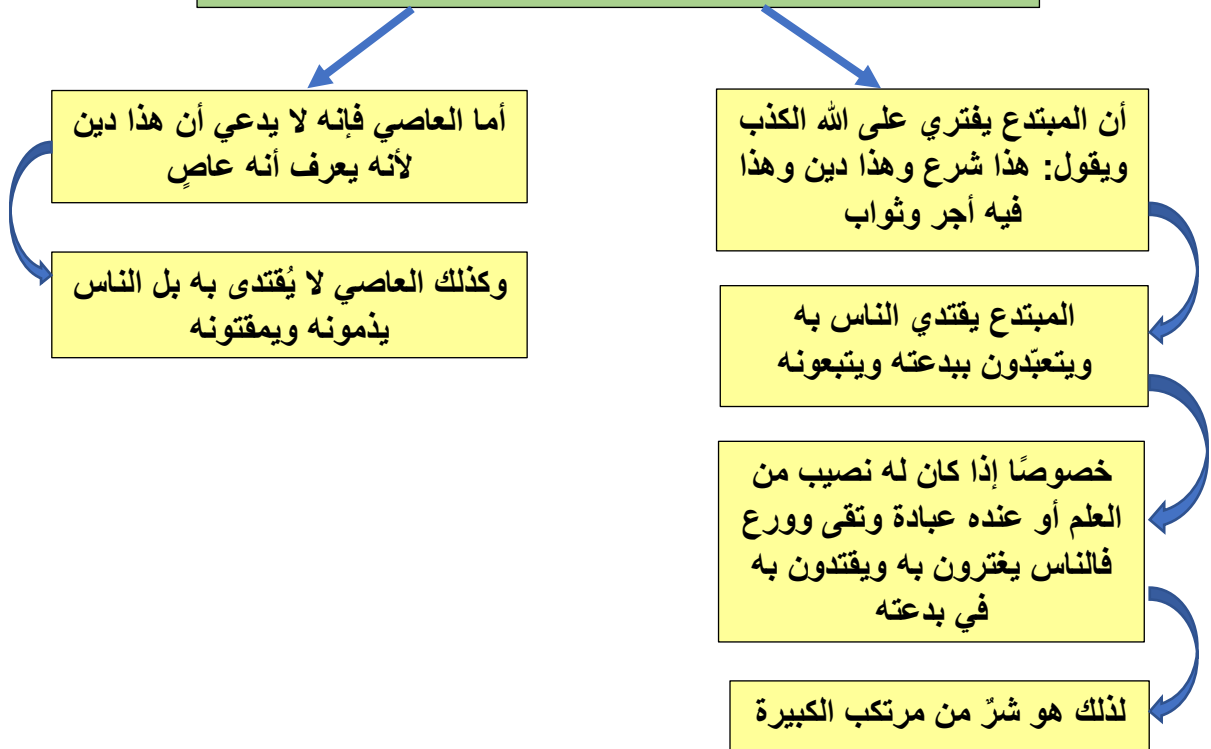 أن المبتدع يفتري على الله الكذب
ويقول: هذا شرع وهذا دين وهذا
فيه أجر وثواب
المبتدع يقتدي الناس به
ويتعبّدون ببدعته ويتبعونه
خصوصًا إذا كان له نصيب من
العلم أو عنده عبادة وتقى وورع
فالناس يغترون به ويقتدون به
في بدعته
لذلك هو شرٌ من مرتكب الكبيرة
أما العاصي فإنه لا يدعي أن هذا دين
لأنه يعرف أنه عاصٍ
وكذلك العاصي لا يُقتدى به بل الناس
يذمونه ويمقتونه